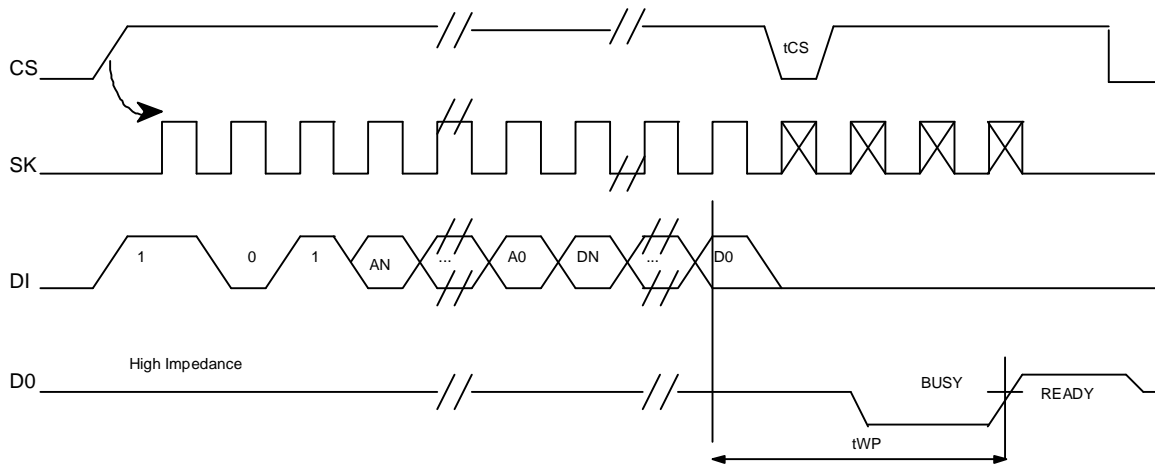 tCS
CS
SK
1 0 1 AN ... A0 DN ... D0
DI
High Impedance
D0
BUSY
READY
tWP